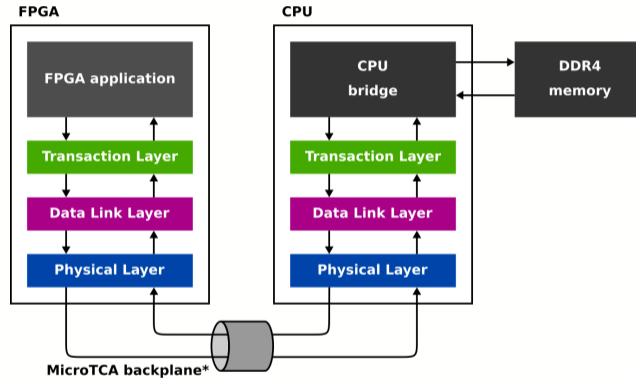 FPGA
CPU
FPGA application
CPU
bridge
DDR4
memory
Transaction Layer
Transaction Layer
Data Link Layer
Data Link Layer
Physical Layer
Physical Layer
MicroTCA backplane*